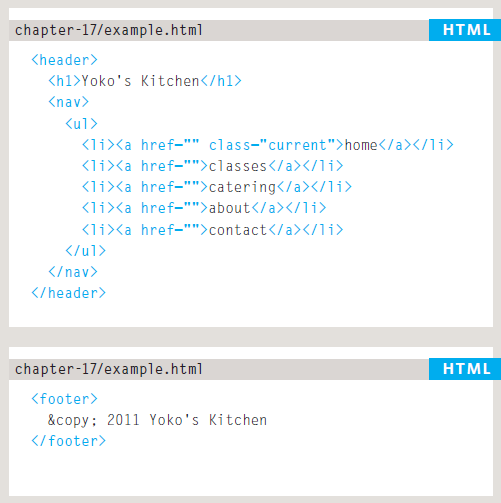 chapter-17/example.html HTML
<header>
<h1>Yoko's Kitchen</h1>
<nav>
<ul>
<li><a href="" class="current">home</a></li>
<li><a href="">classes</a></li>
<li><a href="">catering</a></li>
<li><a href="">about</a></li>
<li><a href="">contact</a></li>
</ul>
</nav>
</header>
chapter-17/example.html HTML
<footer>
&copy; 2011 Yoko's Kitchen
</footer>